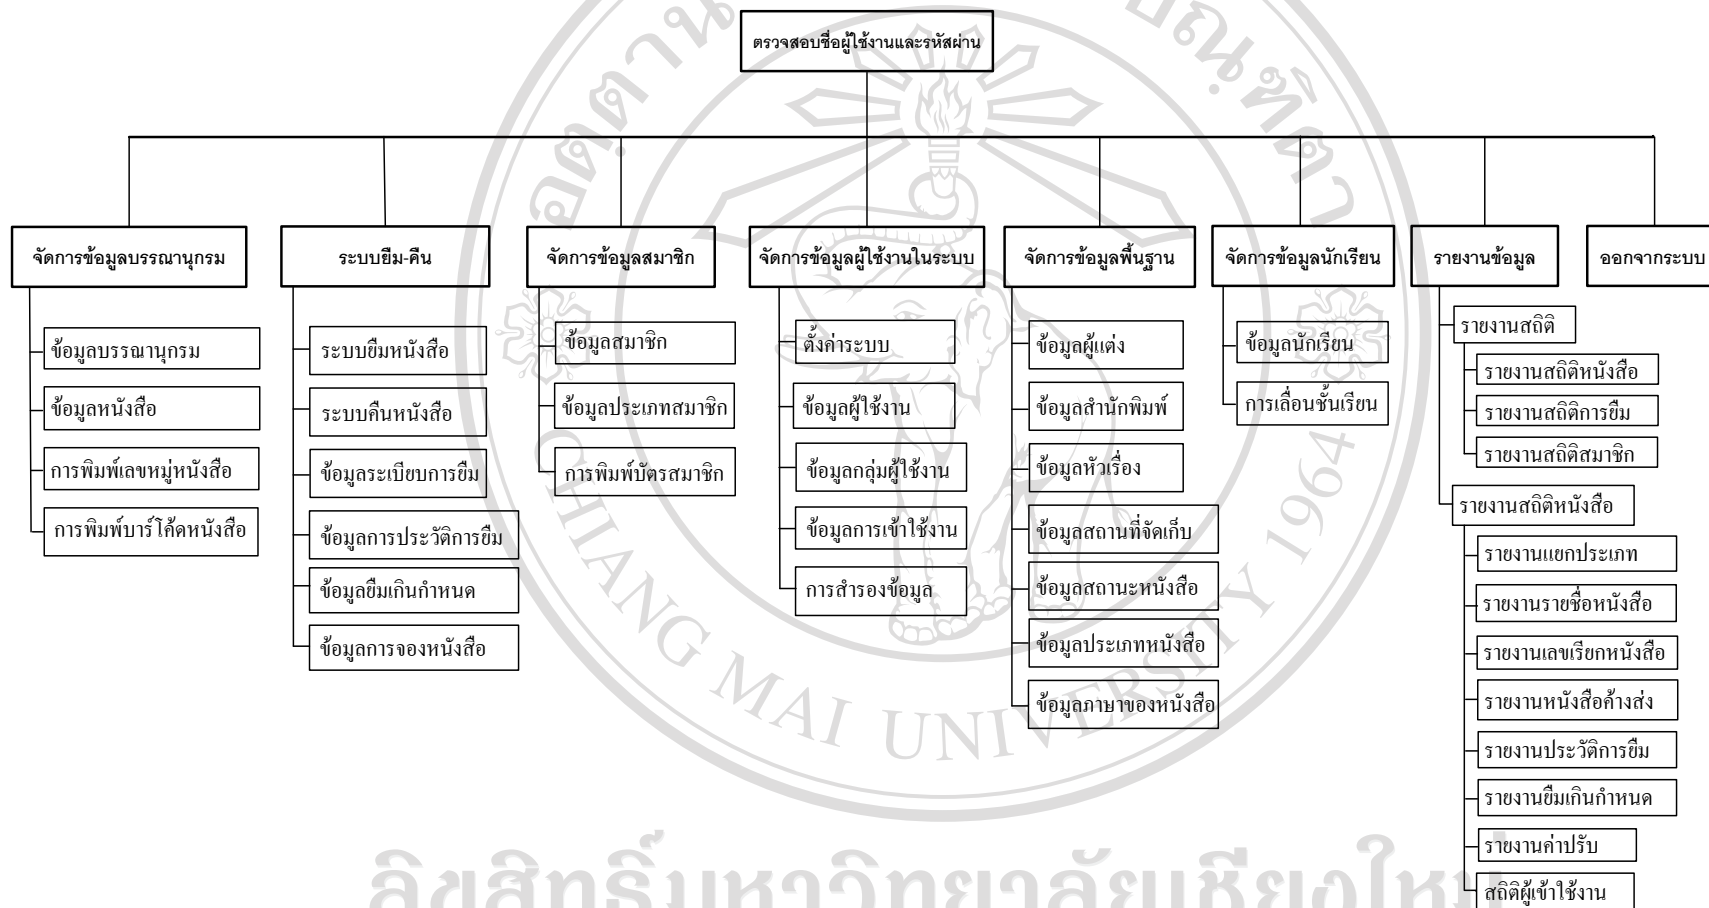 ตรวจสอบชื่อผู้ใช้งานและรหัสผ่าน
จัดการข้อมูลบรรณานุกรม
ข้อมูลบรรณานุกรม
ข้อมูลหนังสือ
การพิมพ์เลขหมู่หนังสือ
การพิมพ์บาร์โค้ดหนังสือ
ระบบยืม-คืน
ระบบยืมหนังสือ
ระบบคืนหนังสือ
ข้อมูลระเบียบการยืม
ข้อมูลการประวัติการยืม
ข้อมูลยืมเกินกำหนด
ข้อมูลการจองหนังสือ
จัดการข้อมูลสมาชิก
ข้อมูลสมาชิก
ข้อมูลประเภทสมาชิก
การพิมพ์บัตรสมาชิก
จัดการข้อมูลผู้ใช้งานในระบบ
ตั้งค่าระบบ
ข้อมูลผู้ใช้งาน
ข้อมูลกลุ่มผู้ใช้งาน
ข้อมูลการเข้าใช้งาน
การสำรองข้อมูล
จัดการข้อมูลพื้นฐาน
ข้อมูลผู้แต่ง
ข้อมูลสำนักพิมพ์
ข้อมูลหัวเรื่อง
ข้อมูลสถานที่จัดเก็บ
ข้อมูลสถานะหนังสือ
ข้อมูลประเภทหนังสือ
ข้อมูลภาษาของหนังสือ
จัดการข้อมูลนักเรียน
ข้อมูลนักเรียน
การเลื่อนชั้นเรียน
รายงานข้อมูล
รายงานสถิติ
รายงานสถิติหนังสือ
รายงานสถิติการยืม
รายงานสถิติสมาชิก
รายงานสถิติหนังสือ
รายงานแยกประเภท
รายงานรายชื่อหนังสือ
รายงานเลขเรียกหนังสือ
รายงานหนังสือค้างส่ง
รายงานประวัติการยืม
รายงานยืมเกินกำหนด
รายงานค่าปรับ
สถิติผู้เข้าใช้งาน
ออกจากระบบ
CHIANG MAI UNIVERSITY 1964
ลิขสิทธิ์มหาวิทยาลัยเชียงใหม่